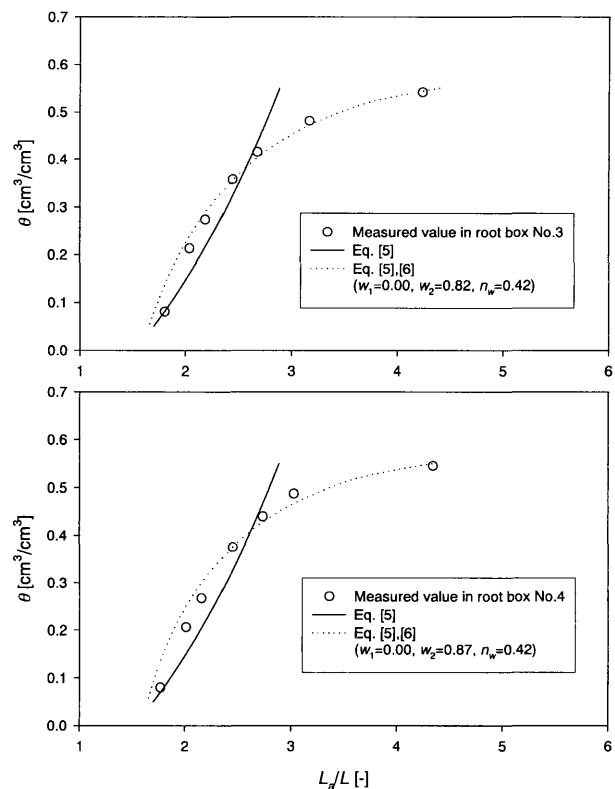 0.7
0.6
0.5
0.4
0.3
0.2
0.1
0.0
θ [cm³/cm³]
Measured value in root box No.3
Eq. [5]
Eq. [5],[6]
(w₁=0.00, w₂=0.82, n_w=0.42)
1 2 3 4 5 6
0.7
0.6
0.5
0.4
0.3
0.2
0.1
0.0
θ [cm³/cm³]
Measured value in root box No.4
Eq. [5]
Eq. [5],[6]
(w₁=0.00, w₂=0.87, n_w=0.42)
1 2 3 4 5 6
Lₐ/L [-]